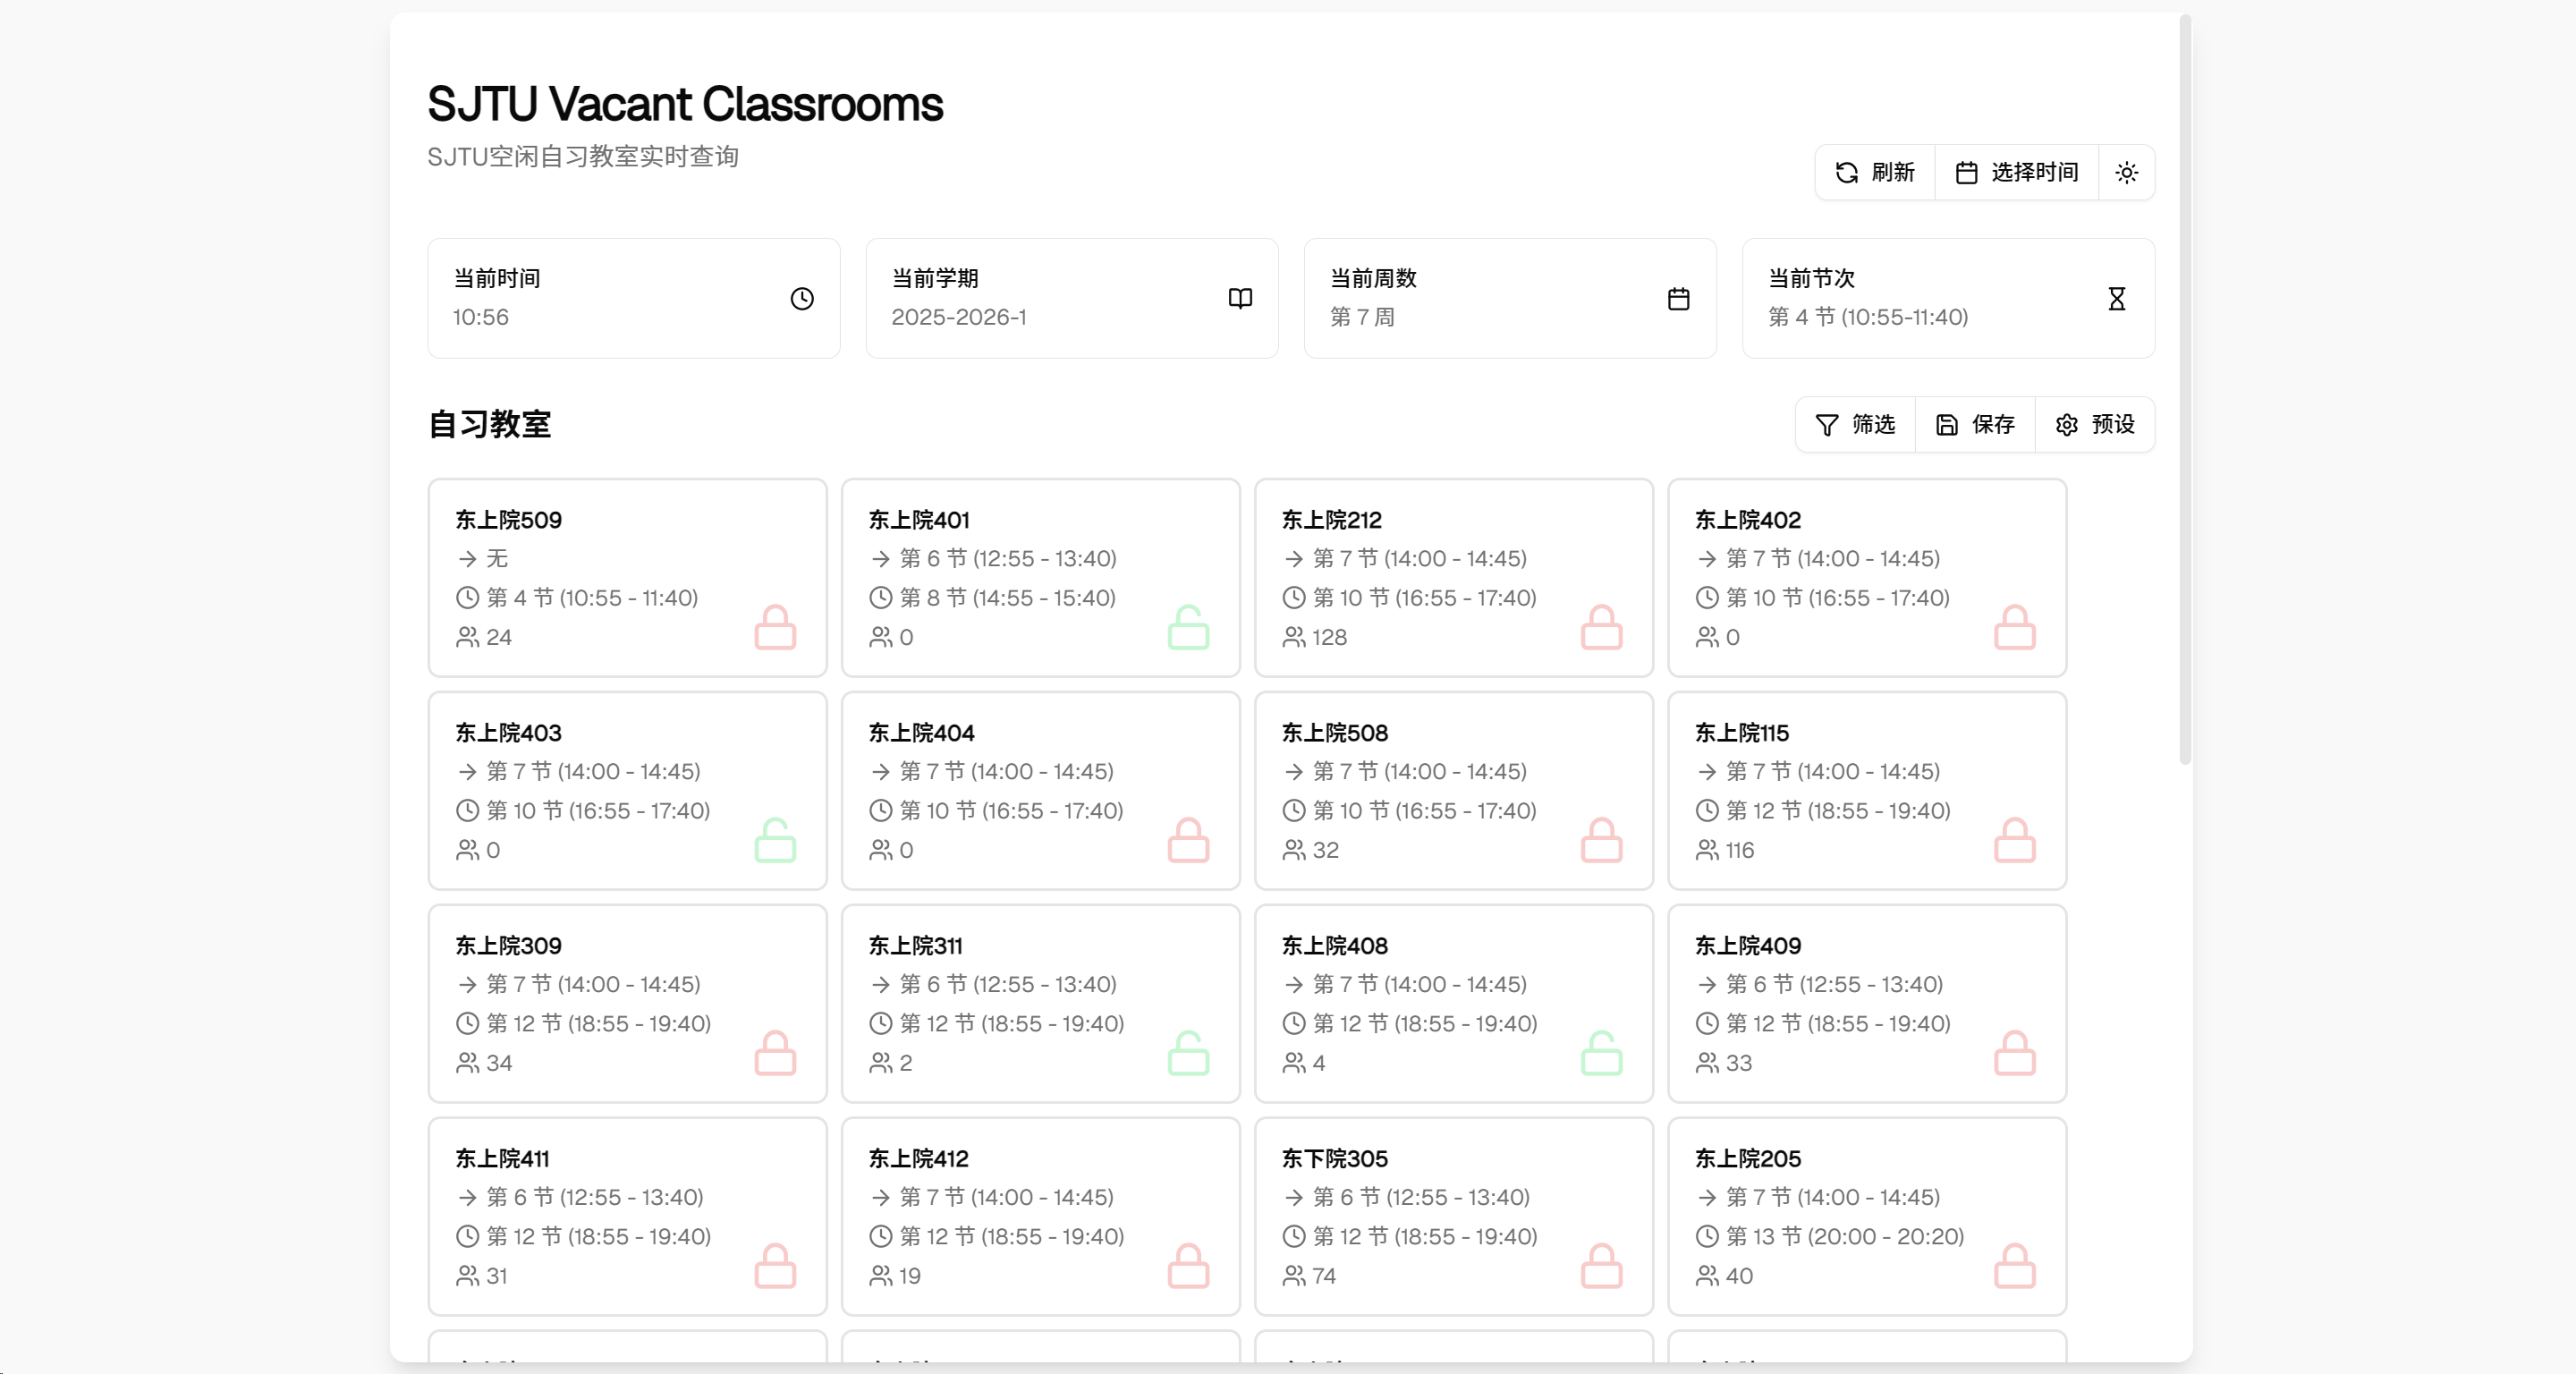 SJTU Vacant Classrooms
SJTU空闲自习教室实时查询
刷新
选择时间
当前时间
10:56
当前学期
2025-2026-1
当前周数
第 7 周
当前节次
第 4 节 (10:55-11:40)
自习教室
筛选
保存
预设
东上院509
无
第 4 节 (10:55 - 11:40)
24
东上院401
第 6 节 (12:55 - 13:40)
第 8 节 (14:55 - 15:40)
0
东上院212
第 7 节 (14:00 - 14:45)
第 10 节 (16:55 - 17:40)
128
东上院402
第 7 节 (14:00 - 14:45)
第 10 节 (16:55 - 17:40)
0
东上院403
第 7 节 (14:00 - 14:45)
第 10 节 (16:55 - 17:40)
0
东上院404
第 7 节 (14:00 - 14:45)
第 10 节 (16:55 - 17:40)
0
东上院508
第 7 节 (14:00 - 14:45)
第 10 节 (16:55 - 17:40)
32
东上院115
第 7 节 (14:00 - 14:45)
第 12 节 (18:55 - 19:40)
116
东上院309
第 7 节 (14:00 - 14:45)
第 12 节 (18:55 - 19:40)
34
东上院311
第 6 节 (12:55 - 13:40)
第 12 节 (18:55 - 19:40)
2
东上院408
第 7 节 (14:00 - 14:45)
第 12 节 (18:55 - 19:40)
4
东上院409
第 6 节 (12:55 - 13:40)
第 12 节 (18:55 - 19:40)
33
东上院411
第 6 节 (12:55 - 13:40)
第 12 节 (18:55 - 19:40)
31
东上院412
第 7 节 (14:00 - 14:45)
第 12 节 (18:55 - 19:40)
19
东下院305
第 6 节 (12:55 - 13:40)
第 12 节 (18:55 - 19:40)
74
东上院205
第 7 节 (14:00 - 14:45)
第 13 节 (20:00 - 20:20)
40